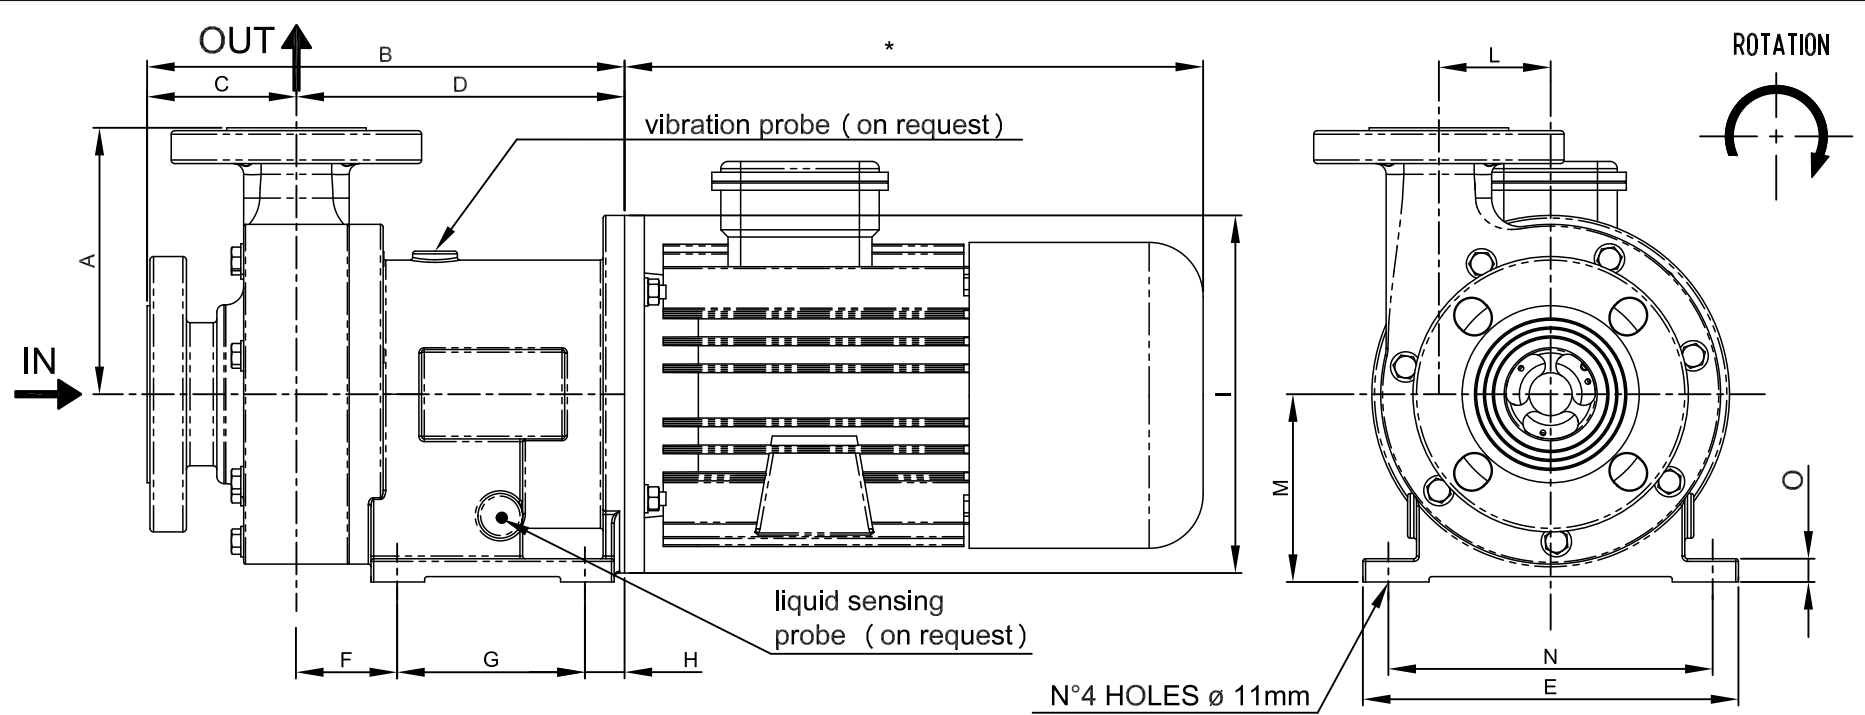 OUT
B
*
L
ROTATION
C
D
vibration probe ( on request )
A
IN
I
M
O
liquid sensing
probe ( on request )
F
G
H
N
E
N°4 HOLES ø 11mm